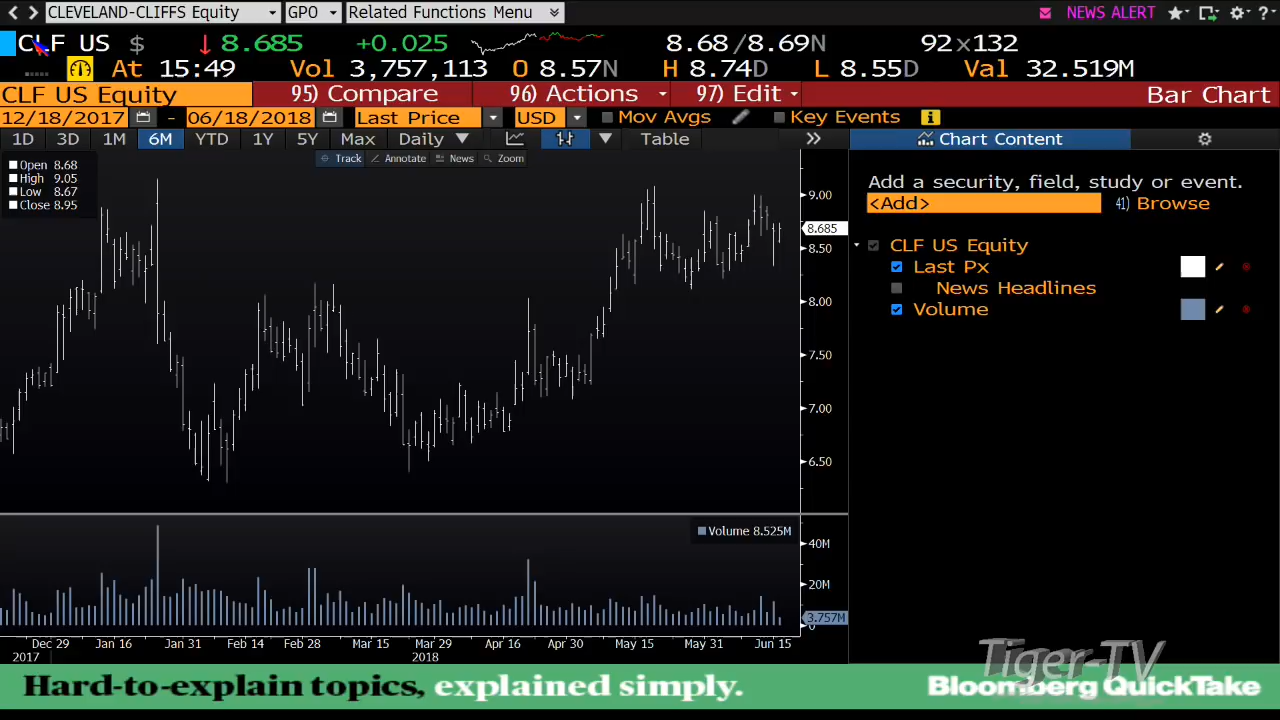 CLEVELAND-CLIFFS Equity GPO Related Functions Menu NEWS ALERT
CLF US $ 8.685 +0.025 8.68/8.69N 92x132
At 15:49 Vol 3,757,113 O 8.57N H 8.74D L 8.55D Val 32.519M
CLF US Equity 95) Compare 96) Actions 97) Edit Bar Chart
12/18/2017 - 06/18/2018 Last Price USD Mov Avgs Key Events
1D 3D 1M 6M YTD 1Y 5Y Max Daily Table Chart Content
Track Annotate News Zoom
Open 8.68
High 9.05
Low 8.67
Close 8.95
Add a security, field, study or event.
<Add> 41) Browse
CLF US Equity
Last Px
News Headlines
Volume
9.00
8.685
8.50
8.00
7.50
7.00
6.50
Volume 8.525M
40M
20M
3.757M
0
Dec 29 Jan 16 Jan 31 Feb 14 Feb 28 Mar 15 Mar 29 Apr 16 Apr 30 May 15 May 31 Jun 15
2017 2018
Tiger-TV
Hard-to-explain topics, explained simply. Bloomberg QuickTake